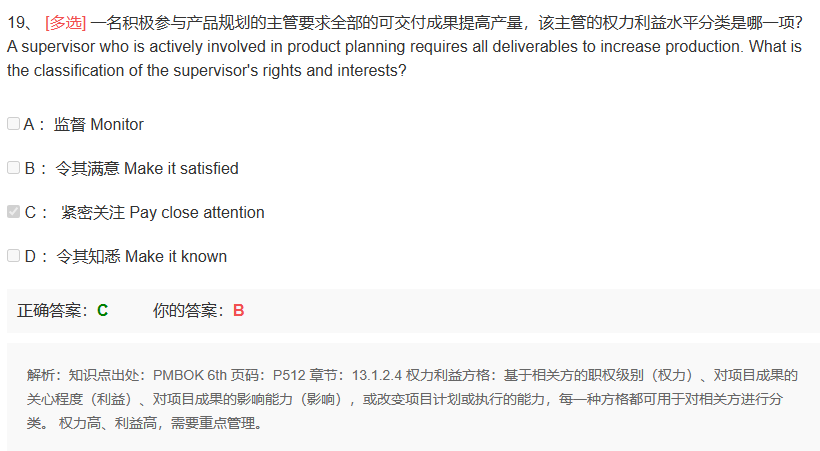 19、 [多选] 一名积极参与产品规划的主管要求全部的可交付成果提高产量，该主管的权力利益水平分类是哪一项?
A supervisor who is actively involved in product planning requires all deliverables to increase production. What is
the classification of the supervisor's rights and interests?
A： 监督 Monitor
B： 令其满意 Make it satisfied
C： 紧密关注 Pay close attention
D： 令其知悉 Make it known
正确答案：C 你的答案：B
解析：知识点出处：PMBOK 6th 页码：P512 章节：13.1.2.4 权力利益方格：基于相关方的职权级别（权力）、对项目成果的
关心程度（利益）、对项目成果的影响能力（影响），或改变项目计划或执行的能力，每一种方格都可用于对相关方进行分
类。 权力高、利益高，需要重点管理。